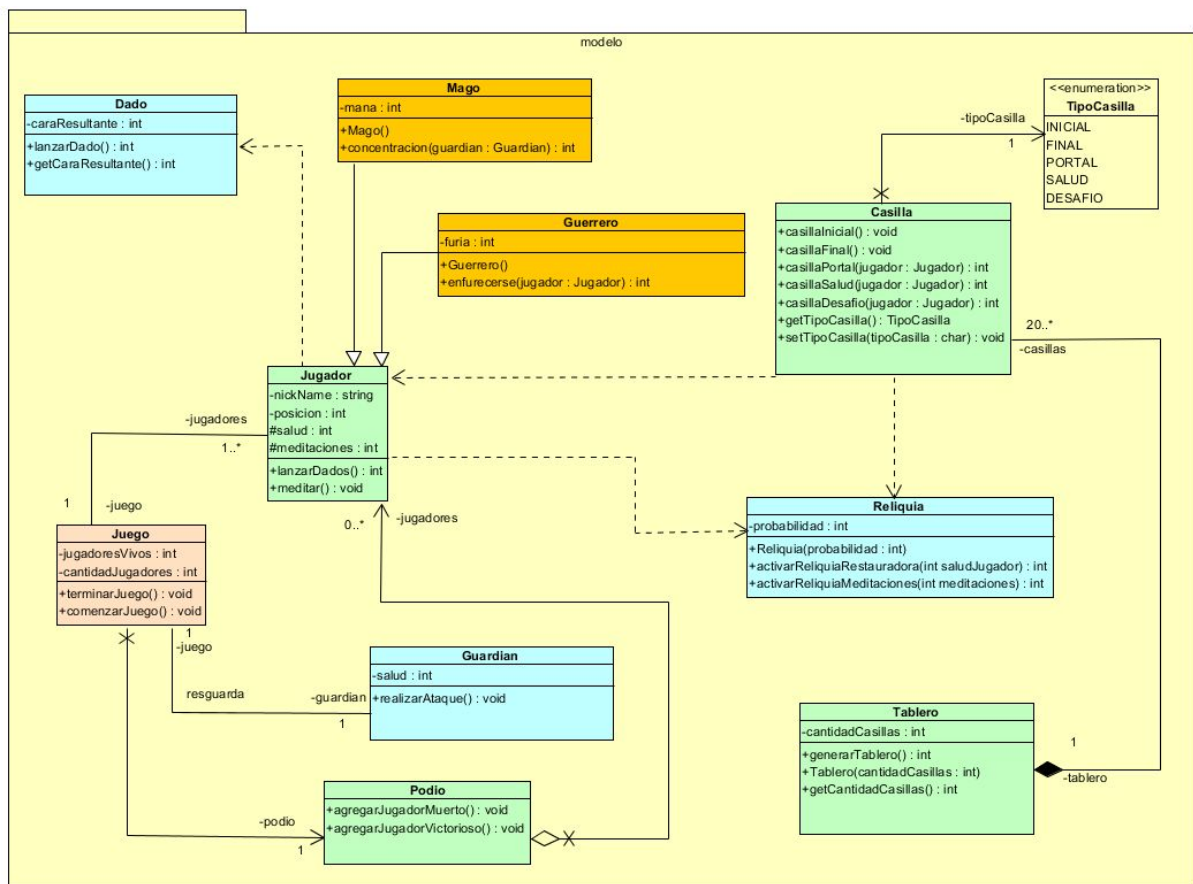 modelo
Dado
-caraResultante : int
+lanzarDado() : int
+getCaraResultante() : int
Mago
-mana : int
+Mago()
+concentracion(guardian : Guardian) : int
<<enumeration>>
TipoCasilla
INICIAL
FINAL
PORTAL
SALUD
DESAFIO
-tipoCasilla
1
Guerrero
-furia : int
+Guerrero()
+enfurecerse(jugador : Jugador) : int
Casilla
+casillaInicial() : void
+casillaFinal() : void
+casillaPortal(jugador : Jugador) : int
+casillaSalud(jugador : Jugador) : int
+casillaDesafio(jugador : Jugador) : int
+getTipoCasilla() : TipoCasilla
+setTipoCasilla(tipoCasilla : char) : void
20..*
-casillas
Jugador
-nickName : string
-posicion : int
#salud : int
#meditaciones : int
+lanzarDados() : int
+meditar() : void
-jugadores
1..*
1
-juego
0..*
-jugadores
Reliquia
-probabilidad : int
+Reliquia(probabilidad : int)
+activarReliquiaRestauradora(int saludJugador) : int
+activarReliquiaMeditaciones(int meditaciones) : int
Juego
-jugadoresVivos : int
-cantidadJugadores : int
+terminarJuego() : void
+comenzarJuego() : void
1
-juego
resguarda
-guardian
1
Guardian
-salud : int
+realizarAtaque() : void
Tablero
-cantidadCasillas : int
+generarTablero() : int
+Tablero(cantidadCasillas : int)
+getCantidadCasillas() : int
1
-tablero
Podio
+agregarJugadorMuerto() : void
+agregarJugadorVictorioso() : void
-podio
1